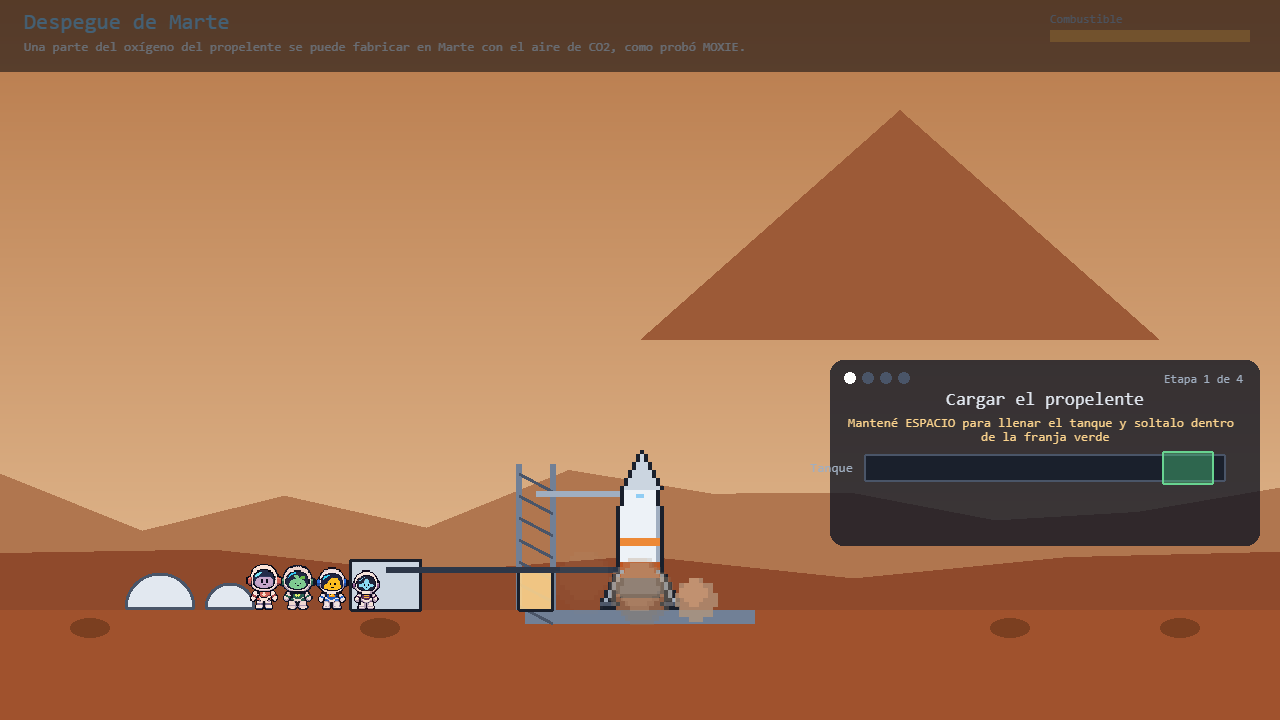 Despegue de Marte
Combustible
Una parte del oxígeno del propelente se puede fabricar en Marte con el aire de CO2, como probó MOXIE.
Etapa 1 de 4
Cargar el propelente
Mantené ESPACIO para llenar el tanque y soltalo dentro
de la franja verde
Tanque